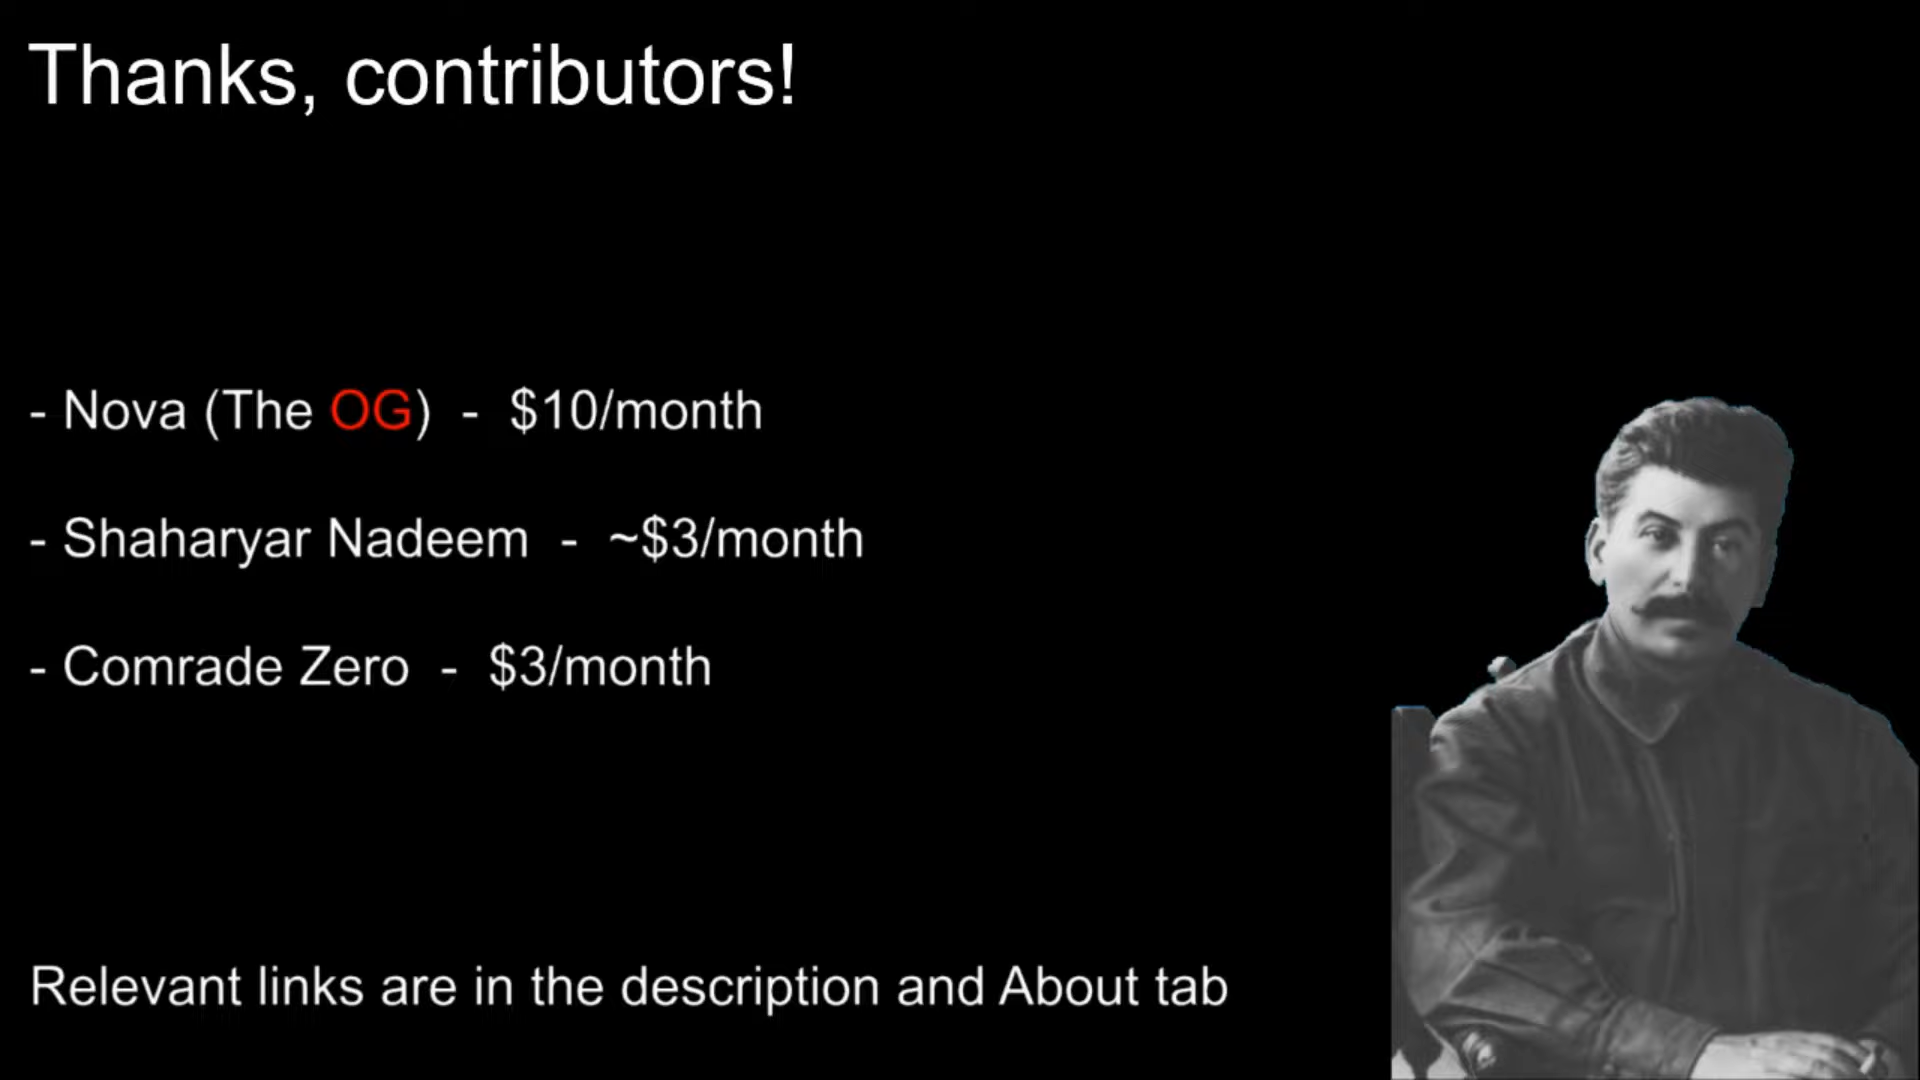 Thanks, contributors!
- Nova (The OG)  -  $10/month
- Shaharyar Nadeem  -  ~$3/month
- Comrade Zero  -  $3/month
Relevant links are in the description and About tab